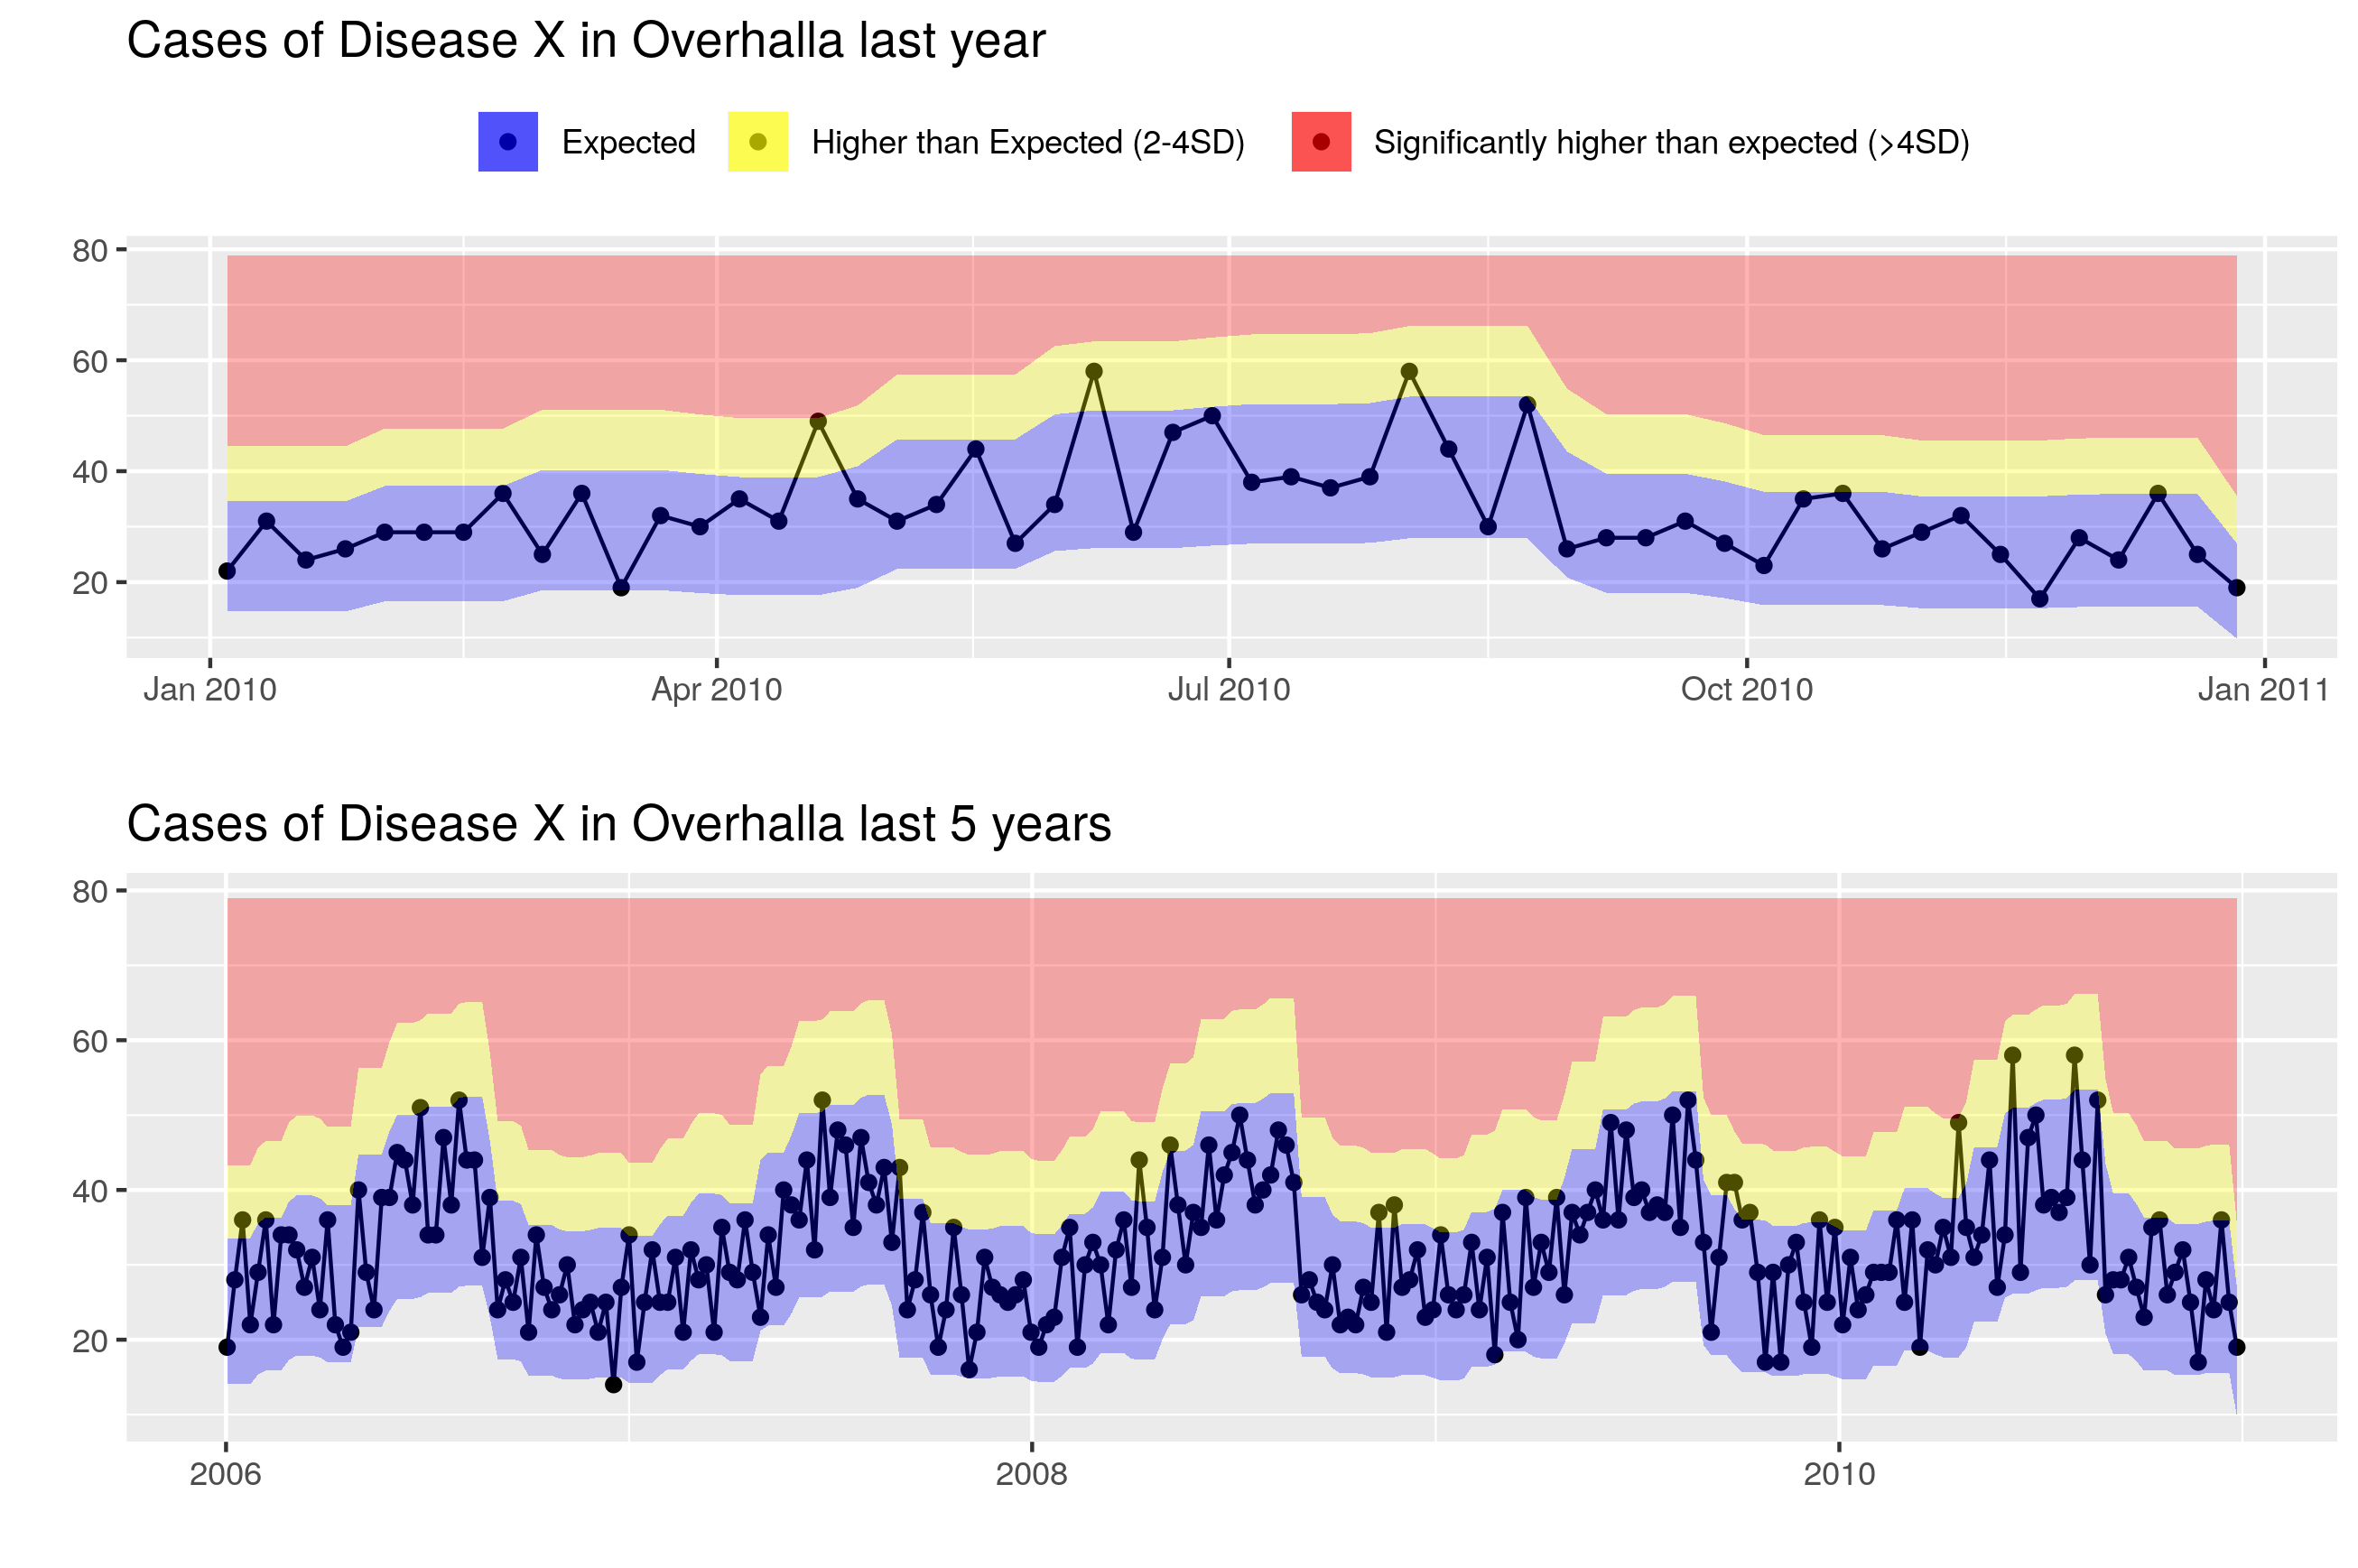 Cases of Disease X in Overhalla last year
Expected Higher than Expected (2-4SD) Significantly higher than expected (>4SD)
80
60
40
20
Jan 2010 Apr 2010 Jul 2010 Oct 2010 Jan 2011
Cases of Disease X in Overhalla last 5 years
80
60
40
20
2006 2008 2010